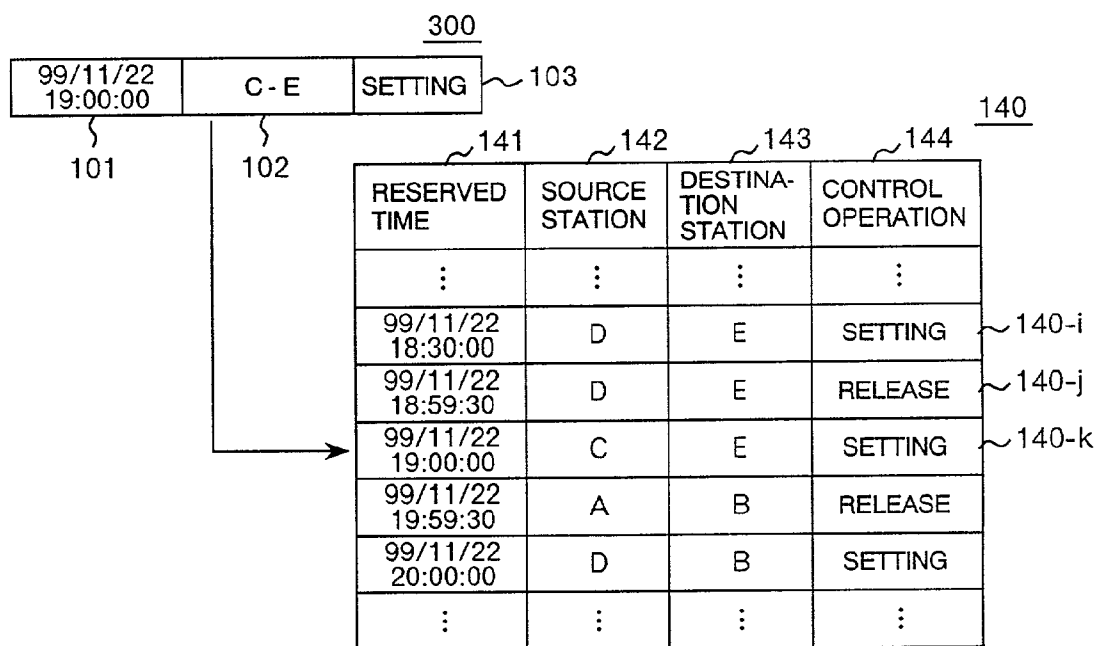 300
99/11/22
19:00:00
C - E
SETTING
103
101
102
140
141
142
143
144
RESERVED
TIME
SOURCE
STATION
DESTINA-
TION
STATION
CONTROL
OPERATION
⋮ ⋮ ⋮ ⋮
99/11/22
18:30:00
D
E
SETTING
140-i
99/11/22
18:59:30
D
E
RELEASE
140-j
99/11/22
19:00:00
C
E
SETTING
140-k
99/11/22
19:59:30
A
B
RELEASE
99/11/22
20:00:00
D
B
SETTING
⋮ ⋮ ⋮ ⋮